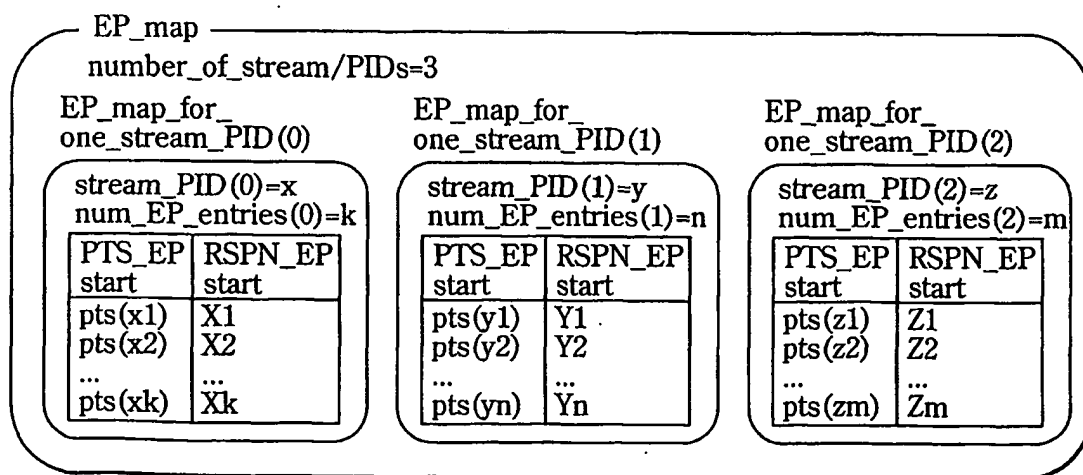 EP_map
number_of_stream/PIDs=3
EP_map_for_
one_stream_PID(0)
stream_PID(0)=x
num_EP_entries(0)=k
PTS_EP RSPN_EP
start start
pts(x1) X1
pts(x2) X2
... ...
pts(xk) Xk
EP_map_for_
one_stream_PID(1)
stream_PID(1)=y
num_EP_entries(1)=n
PTS_EP RSPN_EP
start start
pts(y1) Y1
pts(y2) Y2
... ...
pts(yn) Yn
EP_map_for_
one_stream_PID(2)
stream_PID(2)=z
num_EP_entries(2)=m
PTS_EP RSPN_EP
start start
pts(z1) Z1
pts(z2) Z2
... ...
pts(zm) Zm